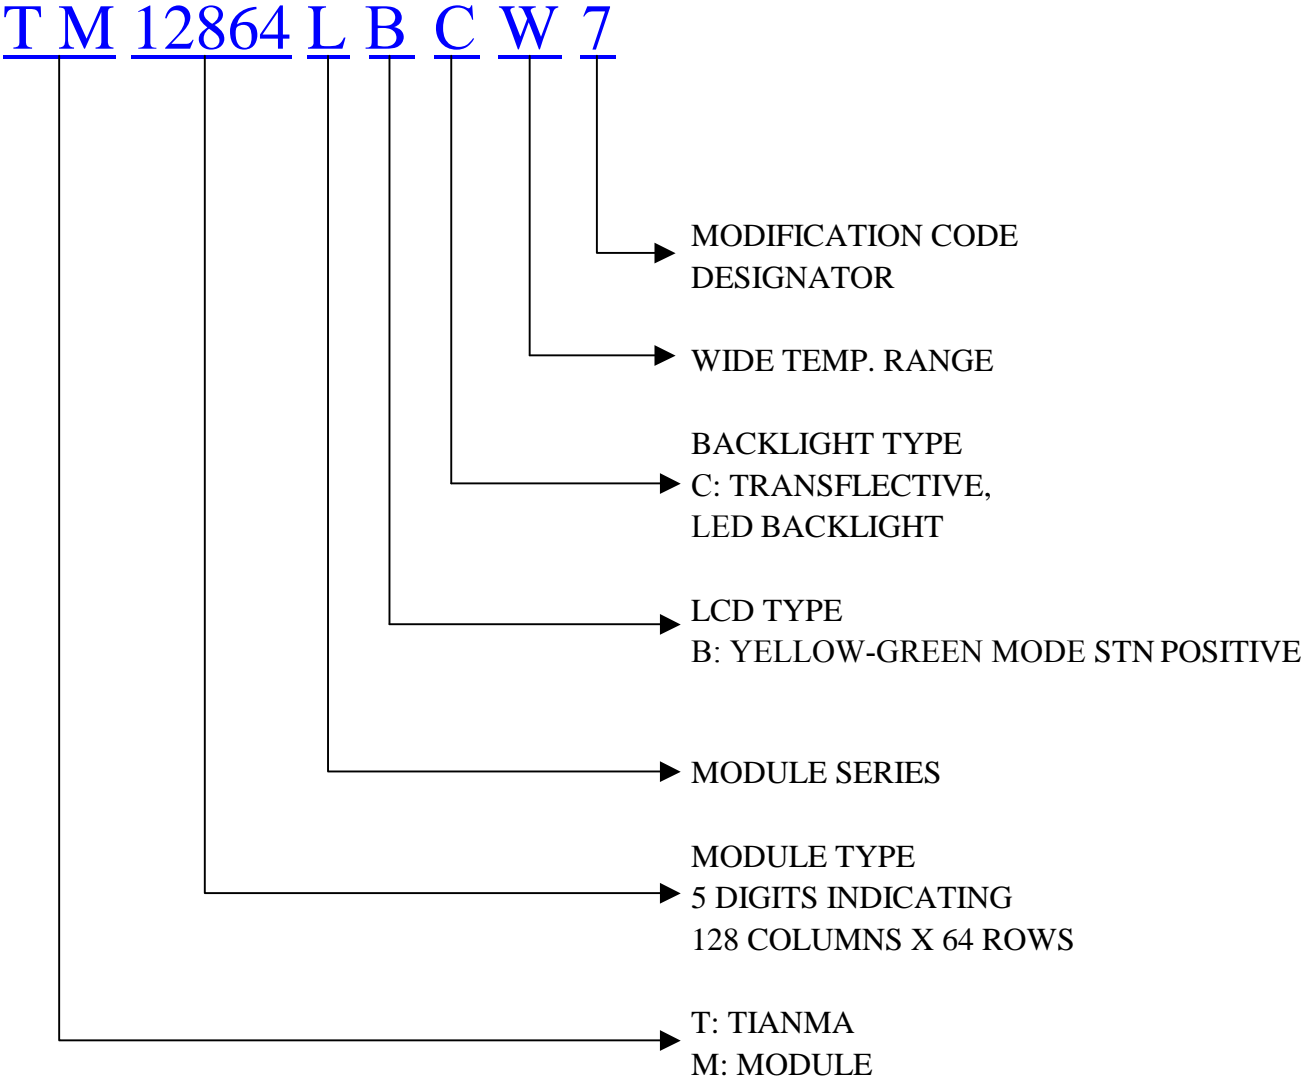 T M 12864 L B C W 7
MODIFICATION CODE
DESIGNATOR
WIDE TEMP. RANGE
BACKLIGHT TYPE
C: TRANSFLECTIVE,
LED BACKLIGHT
LCD TYPE
B: YELLOW-GREEN MODE STN POSITIVE
MODULE SERIES
MODULE TYPE
5 DIGITS INDICATING
128 COLUMNS X 64 ROWS
T: TIANMA
M: MODULE